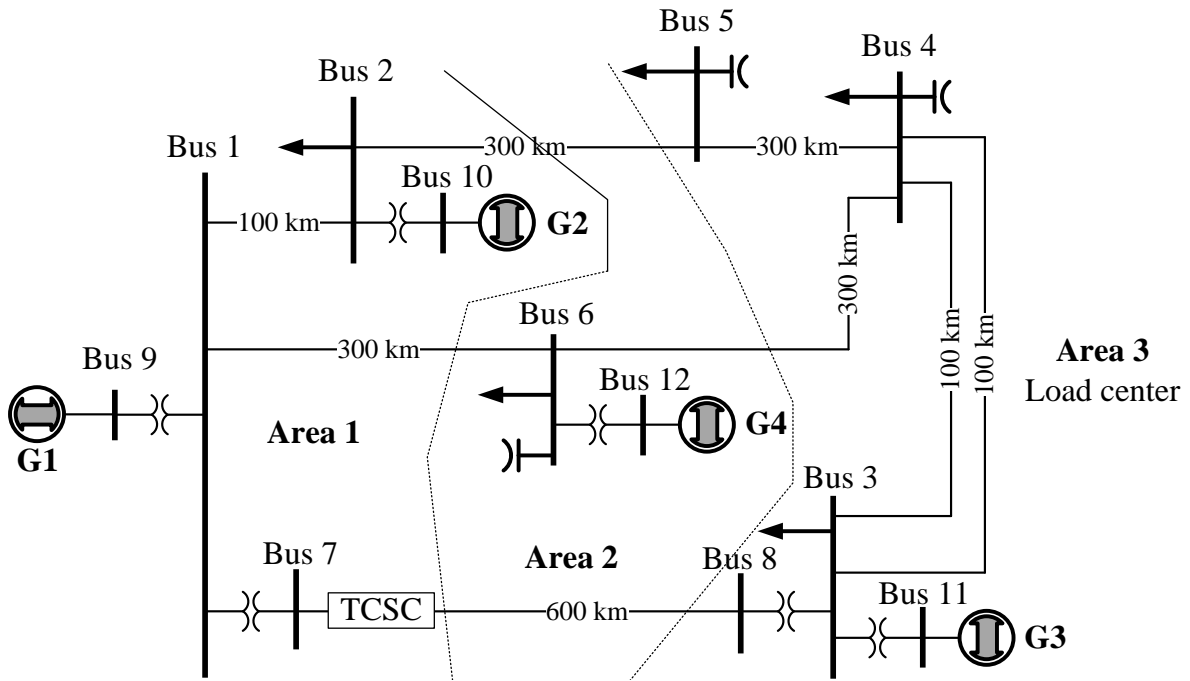 Bus 5
Bus 4
Bus 2
Bus 1
300 km
300 km
Bus 10
100 km
G2
300 km
Bus 6
300 km
Bus 9
100 km
100 km
Area 3
Load center
Bus 12
G1
Area 1
G4
Bus 3
Bus 7
Area 2
Bus 8
TCSC
600 km
Bus 11
G3